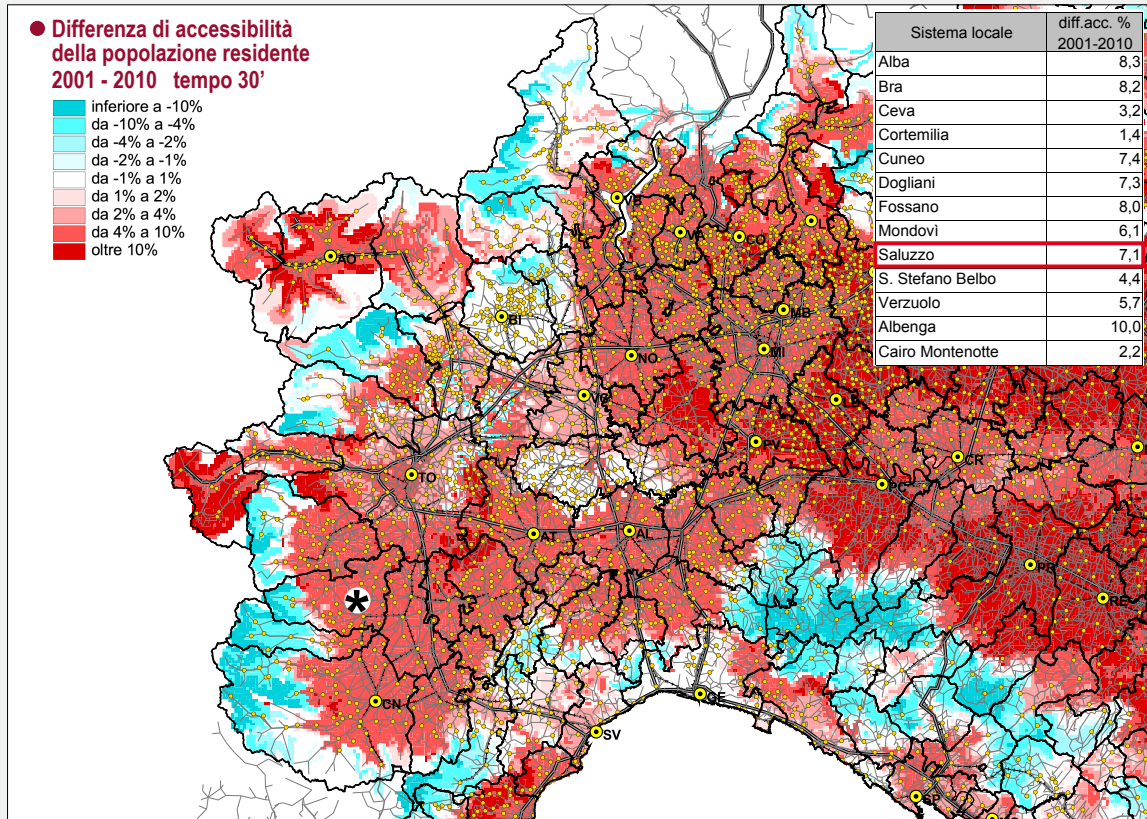 Differenza di accessibilità
della popolazione residente
2001 - 2010 tempo 30'
inferiore a -10%
da -10% a -4%
da -4% a -2%
da -2% a -1%
da -1% a 1%
da 1% a 2%
da 2% a 4%
da 4% a 10%
oltre 10%
Sistema locale diff.acc. %
2001-2010
Alba 8,3
Bra 8,2
Ceva 3,2
Cortemilia 1,4
Cuneo 7,4
Dogliani 7,3
Fossano 8,0
Mondovì 6,1
Saluzzo 7,1
S. Stefano Belbo 4,4
Verzuolo 5,7
Albenga 10,0
Cairo Montenotte 2,2
VB
VA
CO
AO
BI
MB
MI
NO
VC
LO
PV
CR
TO
PC
AT
AL
*
PR
RE
CN
GE
SV
SP